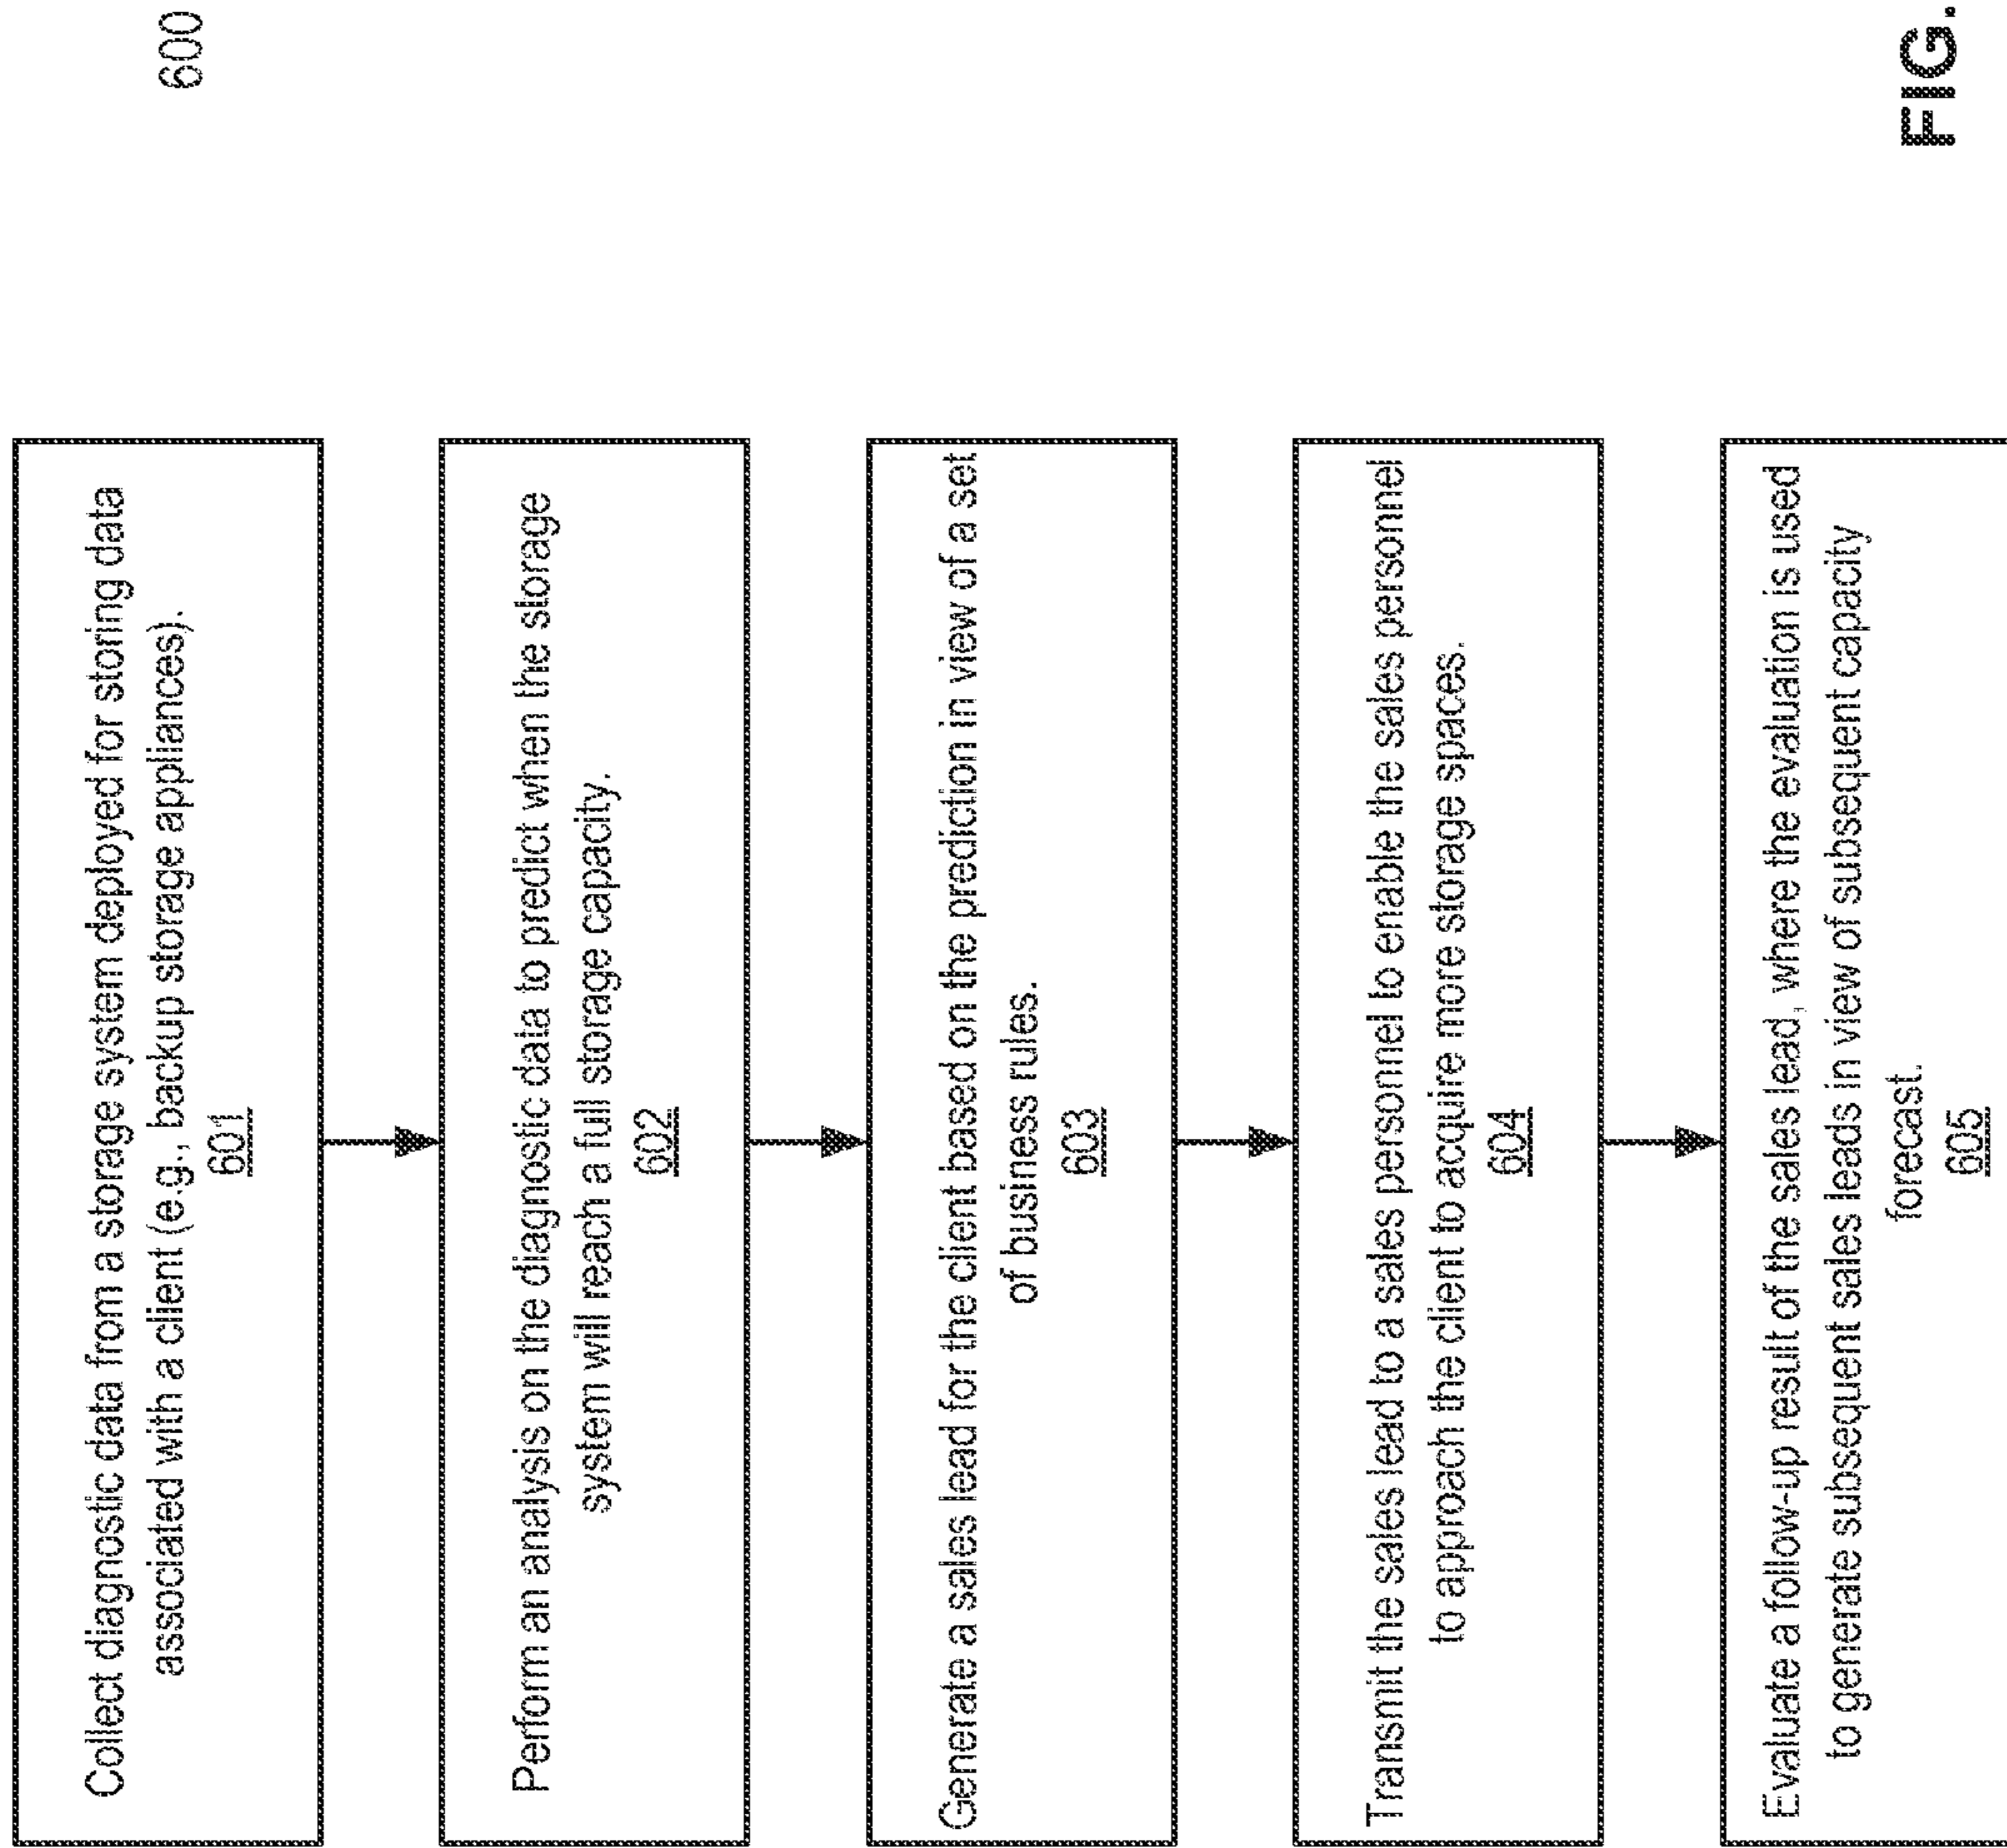 600
Collect diagnostic data from a storage system deployed for storing data
associated with a client (e.g., backup storage appliances).
601
Perform an analysis on the diagnostic data to predict when the storage
system will reach a full storage capacity.
602
Generate a sales lead for the client based on the prediction in view of a set
of business rules.
603
Transmit the sales lead to a sales personnel to enable the sales personnel
to approach the client to acquire more storage spaces.
604
Evaluate a follow-up result of the sales lead, where the evaluation is used
to generate subsequent sales leads in view of subsequent capacity
forecast.
605
FIG.